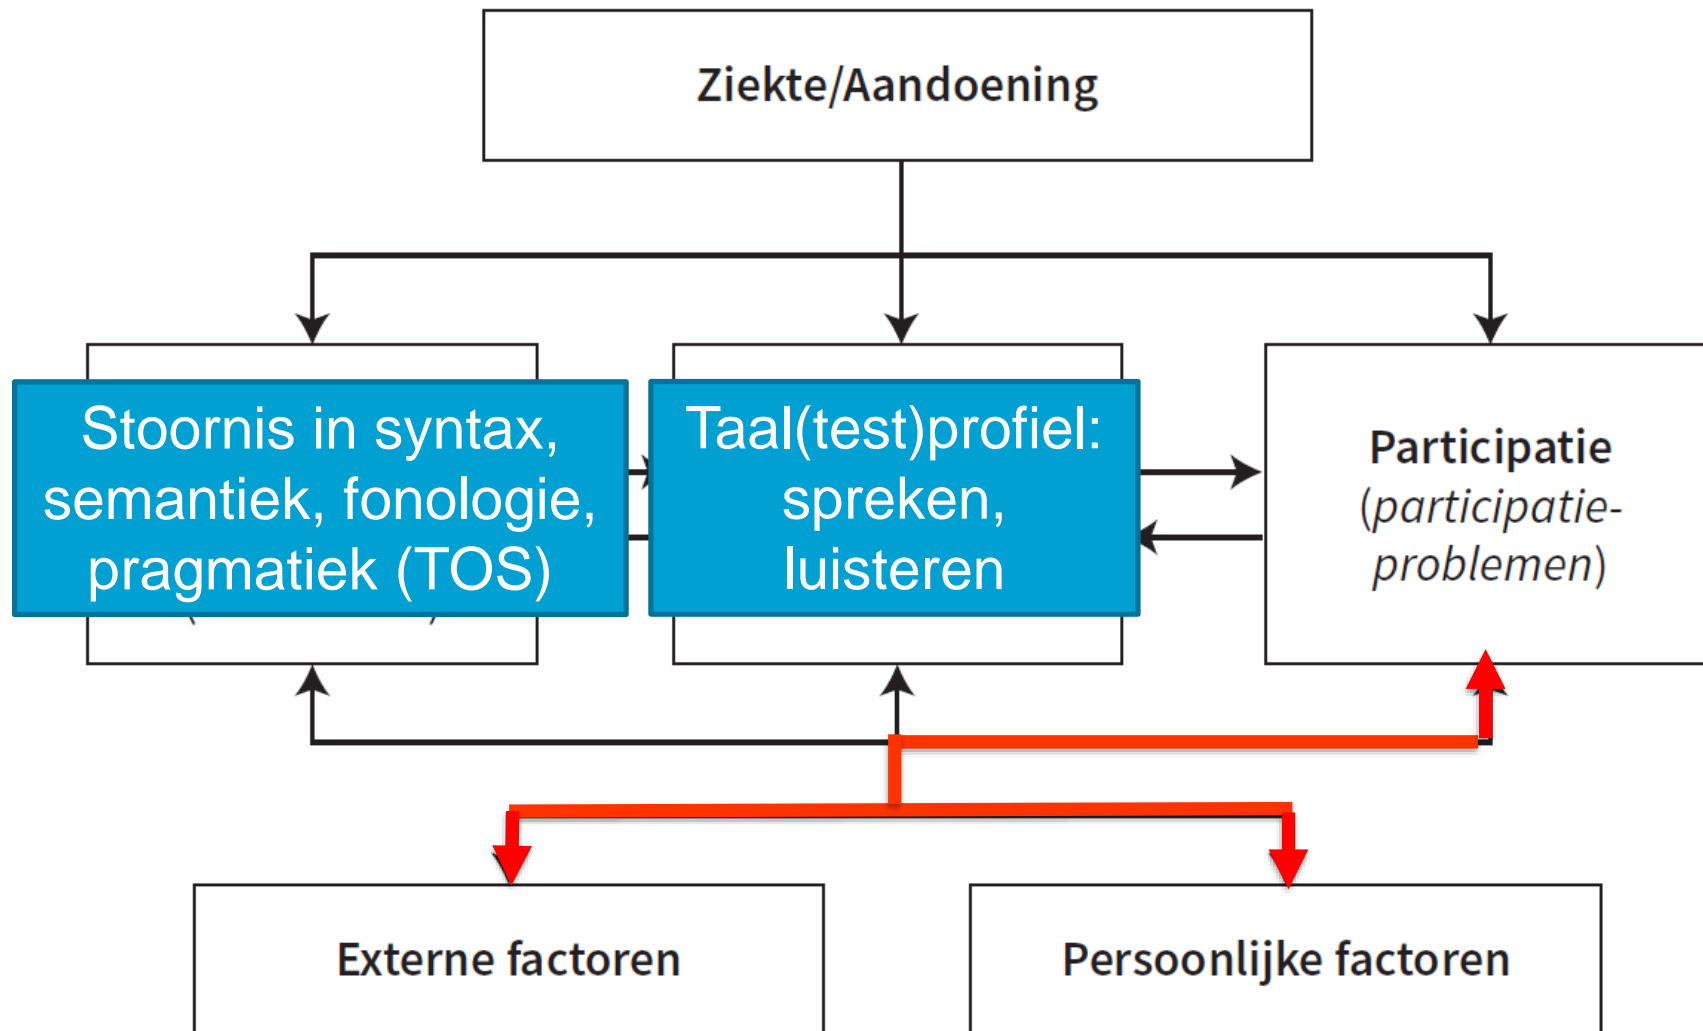 Ziekte/Aandoening
Stoornis in syntax,
semantiek, fonologie,
pragmatiek (TOS)
Taal(test)profiel:
spreken,
luisteren
Participatie
(participatie-
problemen)
Externe factoren
Persoonlijke factoren